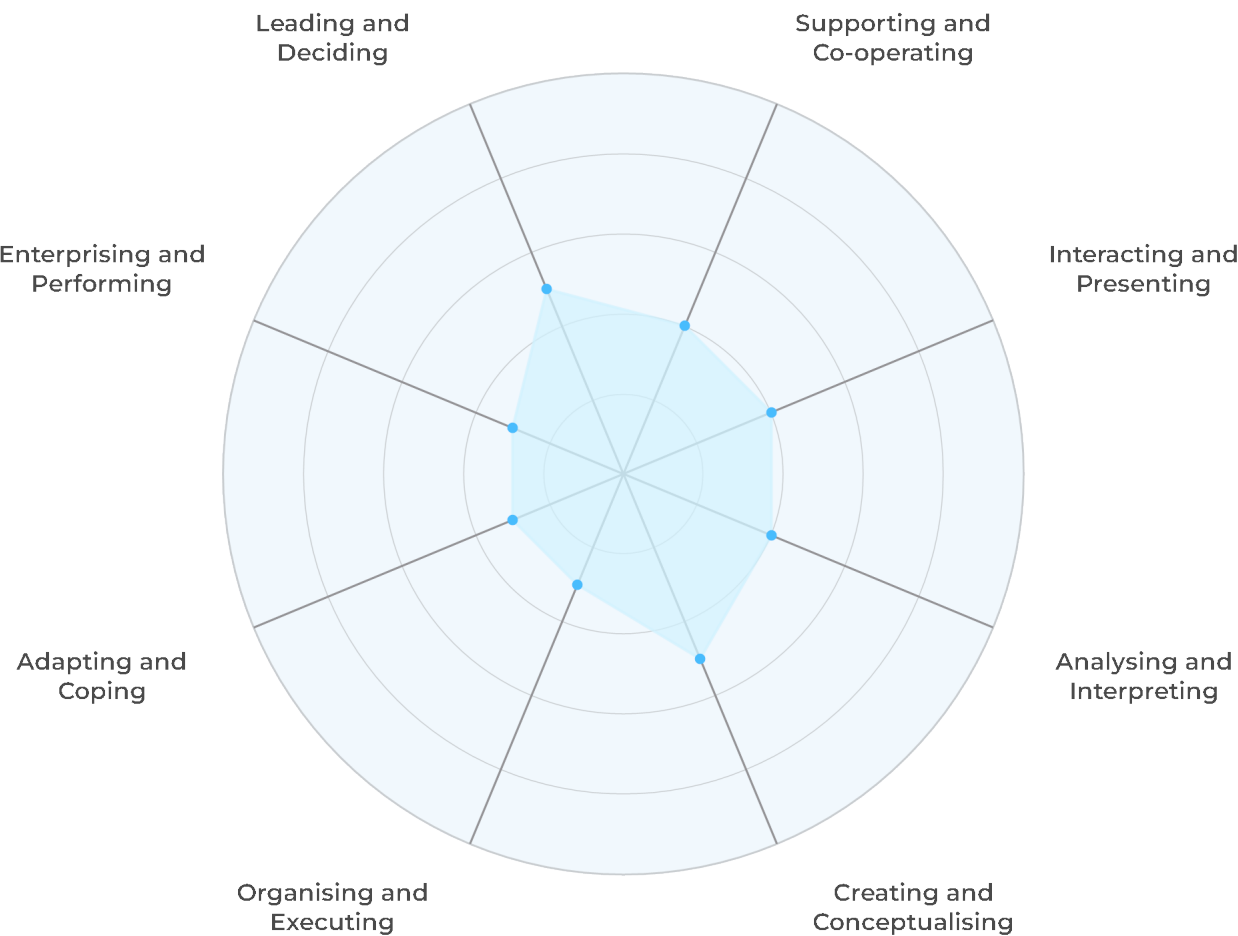 Leading and
Deciding
Supporting and
Co-operating
Enterprising and
Performing
Interacting and
Presenting
Adapting and
Coping
Analysing and
Interpreting
Organising and
Executing
Creating and
Conceptualising